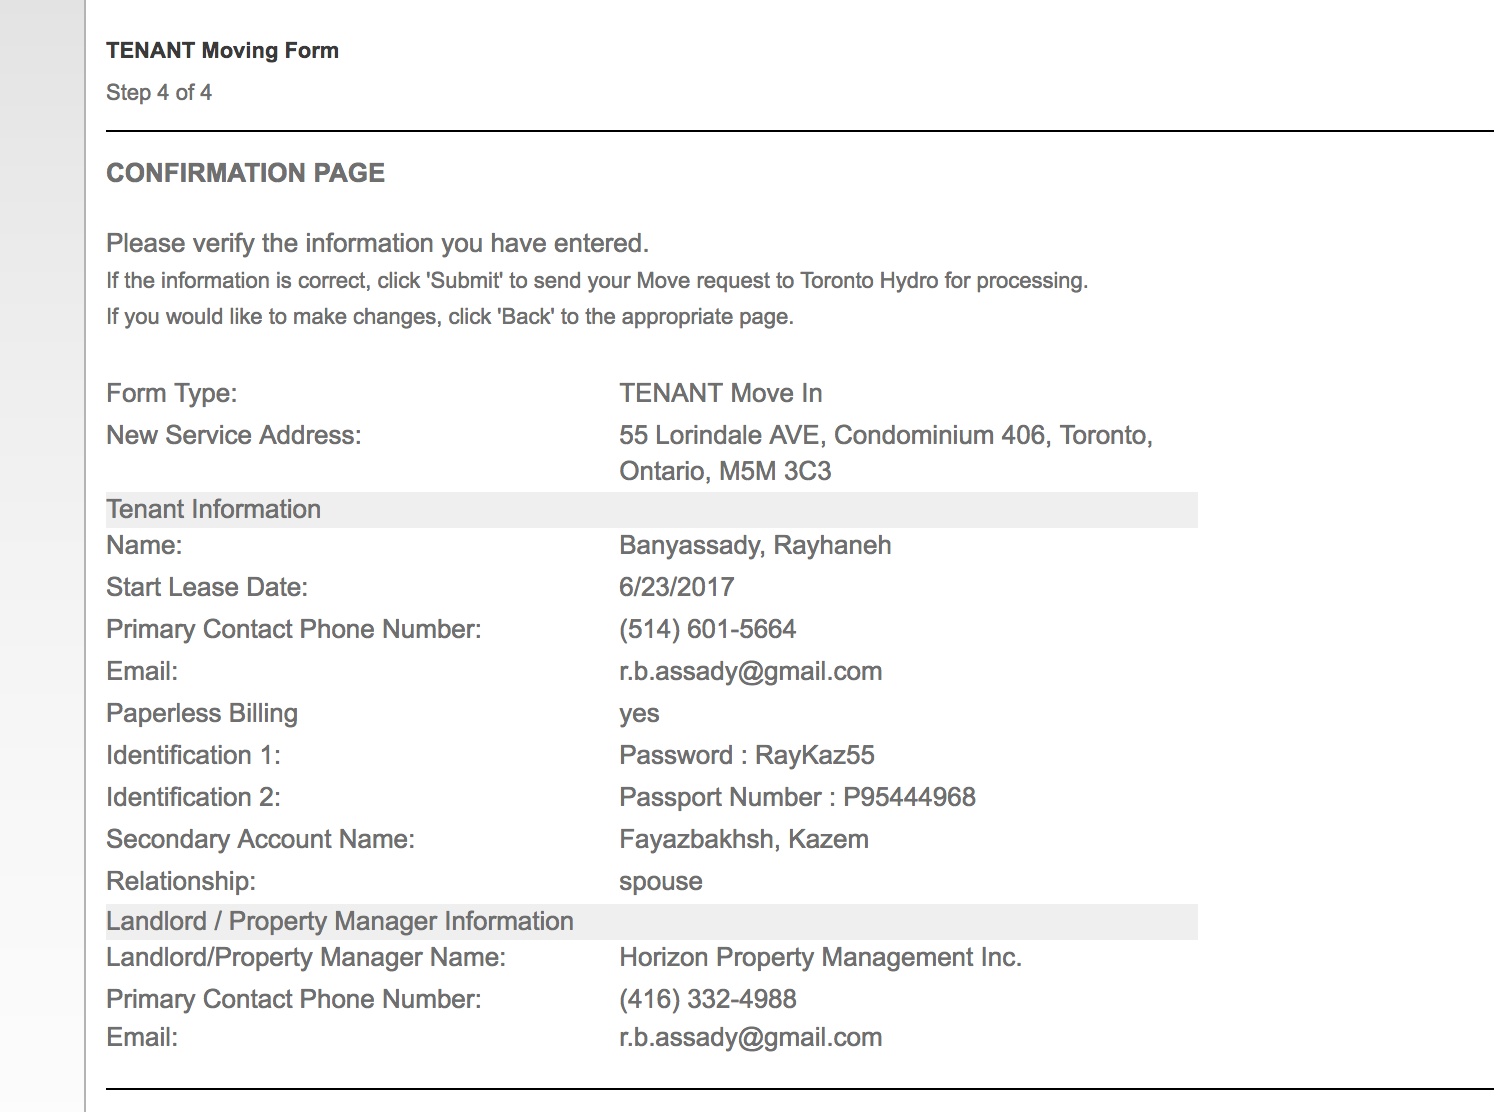 TENANT Moving Form
Step 4 of 4
CONFIRMATION PAGE
Please verify the information you have entered.
If the information is correct, click 'Submit' to send your Move request to Toronto Hydro for processing.
If you would like to make changes, click 'Back' to the appropriate page.
Form Type: TENANT Move In
New Service Address: 55 Lorindale AVE, Condominium 406, Toronto,
Ontario, M5M 3C3
Tenant Information
Name: Banyassady, Rayhaneh
Start Lease Date: 6/23/2017
Primary Contact Phone Number: (514) 601-5664
Email: r.b.assady@gmail.com
Paperless Billing yes
Identification 1: Password : RayKaz55
Identification 2: Passport Number : P95444968
Secondary Account Name: Fayazbakhsh, Kazem
Relationship: spouse
Landlord / Property Manager Information
Landlord/Property Manager Name: Horizon Property Management Inc.
Primary Contact Phone Number: (416) 332-4988
Email: r.b.assady@gmail.com